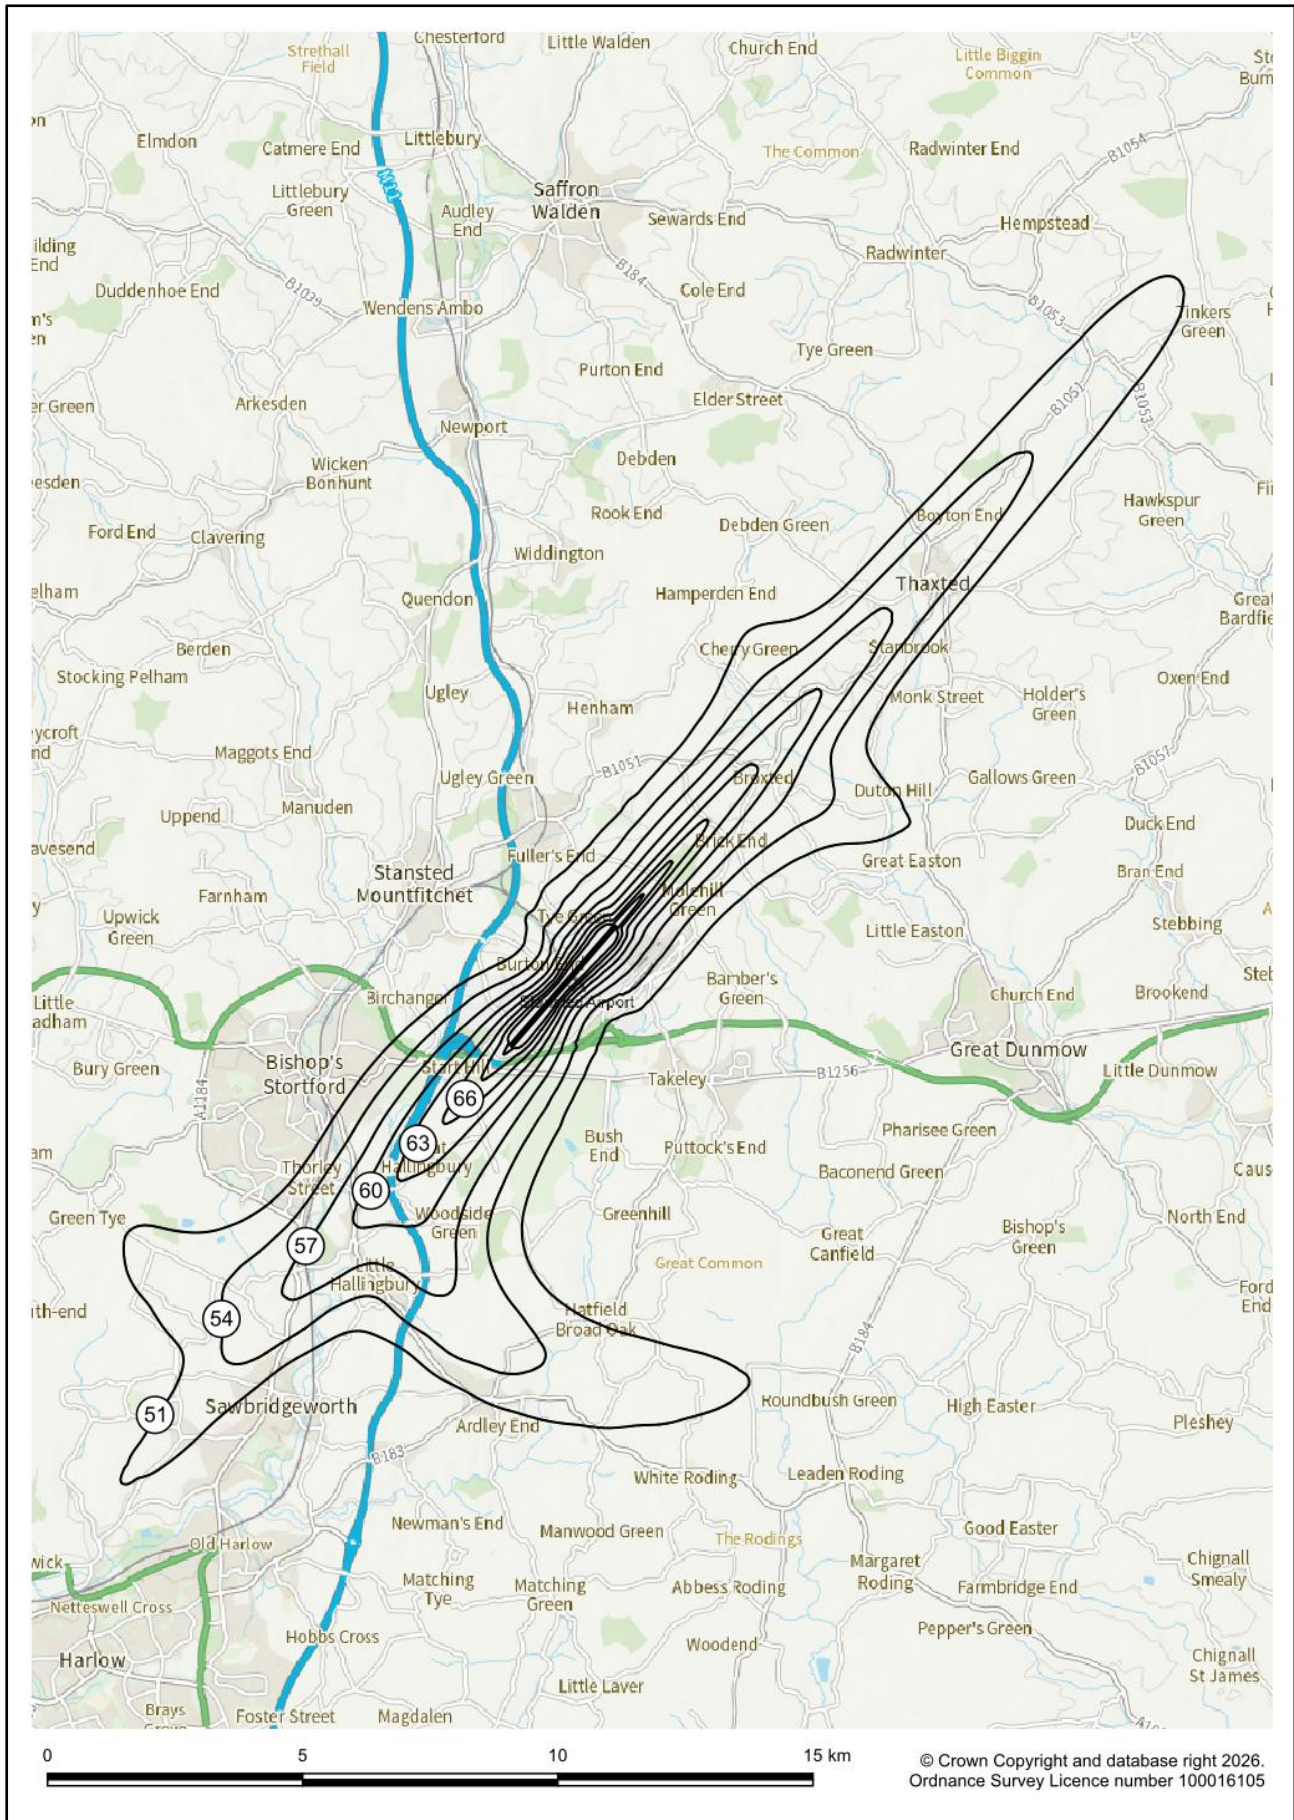 Chesterford
Little Walden
Church End
Strethall
Field
Little Biggin
Common
Elmdon
Catmere End
Littlebury
The Common
Radwinter End
B1054
M11
Littlebury
Green
Saffron
Walden
Audley
End
Sewards End
Hempstead
Radwinter
End
Duddenhoe End
B1039
B184
Cole End
Wendens Ambo
B1053
Tinkers
Green
Tye Green
Purton End
Elder Street
Arkesden
Newport
B1051
B1053
Wicken
Bonhunt
Debden
Hawkspur
Green
Ford End
Clavering
Rook End
Debden Green
Boyton End
Widdington
Thaxted
Quendon
Hamperden End
Great
Berden
Cherry Green
Stanbrook
Stocking Pelham
Ugley
Henham
Monk Street
Holder's
Green
Oxen End
Maggots End
Ugley Green
B1051
Broxted
Duton Hill
Gallows Green
B1057
Uppend
Manuden
Brick End
Duck End
Fuller's End
Great Easton
Stansted
Mountfitchet
Bran End
Farnham
Molehill
Green
Upwick
Green
Tye Green
Little Easton
Stebbing
Burton End
Bamber's
Green
Birchanger
Stansted Airport
Church End
Brookend
Little
Bury Green
Bishop's
Stortford
Start Hill
Takeley
B1256
Great Dunmow
Little Dunmow
A1184
66
63
60
57
54
51
Hallingbury
Bush
End
Puttock's End
Pharisee Green
Baconend Green
Thorley
Street
Green Tye
Woodside
Green
Greenhill
Great
Canfield
Bishop's
Green
North End
Little
Hallingbury
Great Common
Ford
End
Hatfield
Broad Oak
B184
Sawbridgeworth
Ardley End
Roundbush Green
High Easter
Pleshey
B183
White Roding
Leaden Roding
Newman's End
Manwood Green
The Rodings
Good Easter
Old Harlow
Margaret
Roding
Chignall
Smealy
Netteswell Cross
Matching
Tye
Matching
Green
Abbess Roding
Farmbridge End
Hobbs Cross
Woodend
Pepper's Green
Harlow
Chignall
St James
Little Laver
Brays
Foster Street
Magdalen
0 5 10 15 km
© Crown Copyright and database right 2026.
Ordnance Survey Licence number 100016105